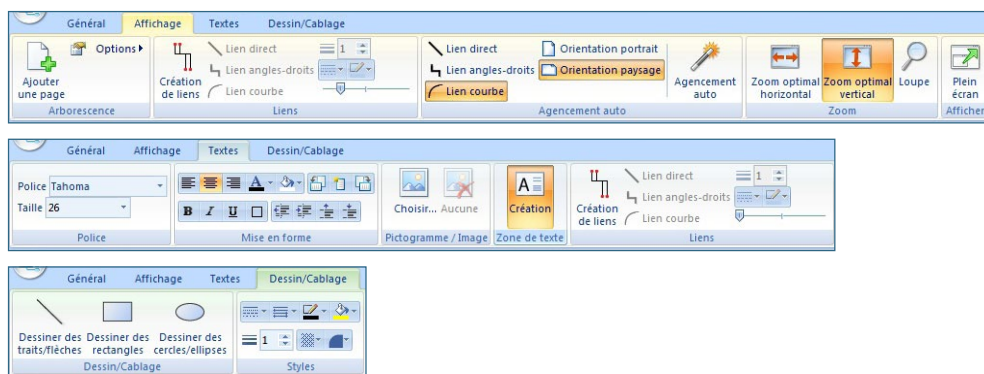 Général Affichage Textes Dessin/Cablage
Ajouter une page
Options
Arborescence
Création de liens
Lien direct
Lien angles-droits
Lien courbe
1
Liens
Lien direct
Lien angles-droits
Lien courbe
Orientation portrait
Orientation paysage
Agencement auto
Agencement auto
Zoom optimal horizontal
Zoom optimal vertical
Loupe
Zoom
Plein écran
Afficher
Général Affichage Textes Dessin/Cablage
Police Tahoma
Taille 26
Police
A
B I U
Mise en forme
Choisir... Aucune
Pictogramme / Image
A
Création
Zone de texte
Création de liens
Lien direct
Lien angles-droits
Lien courbe
1
Liens
Général Affichage Textes Dessin/Cablage
Dessiner des traits/flèches
Dessiner des rectangles
Dessiner des cercles/ellipses
Dessin/Cablage
1
Styles